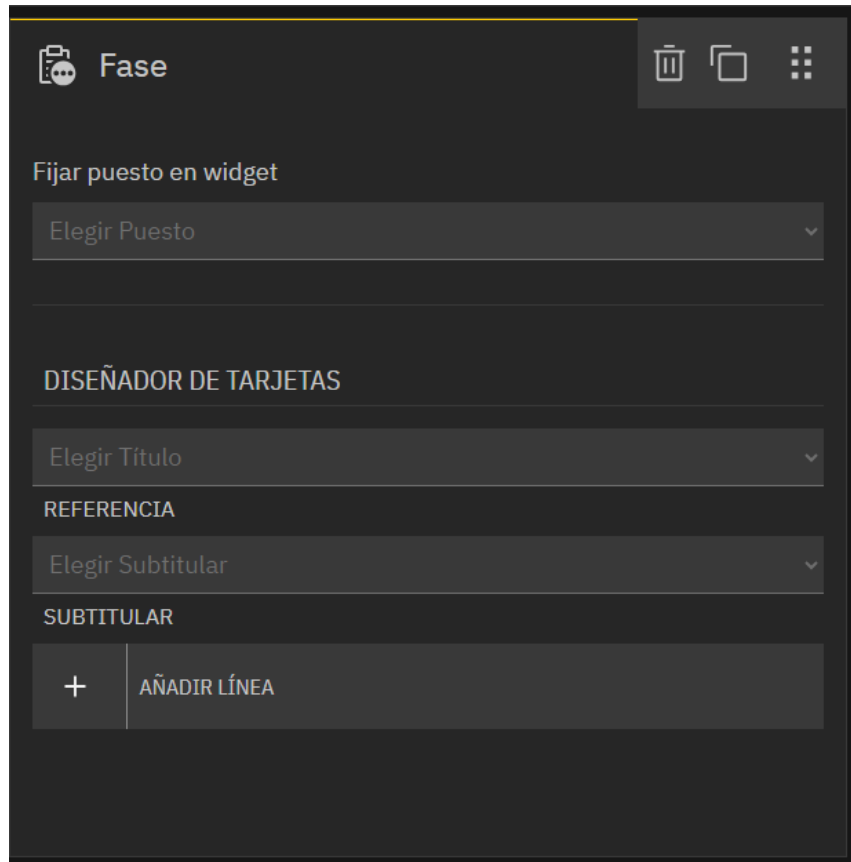 Fase
Fijar puesto en widget
Elegir Puesto
DISEÑADOR DE TARJETAS
Elegir Título
REFERENCIA
Elegir Subtitular
SUBTITULAR
+ AÑADIR LÍNEA